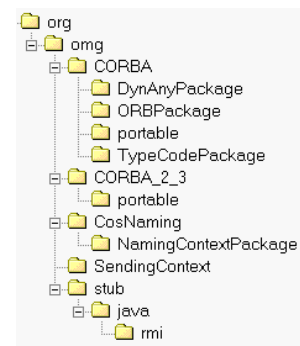 org
omg
CORBA
DynAnyPackage
ORBPackage
portable
TypeCodePackage
CORBA_2_3
portable
CosNaming
NamingContextPackage
SendingContext
stub
java
rmi